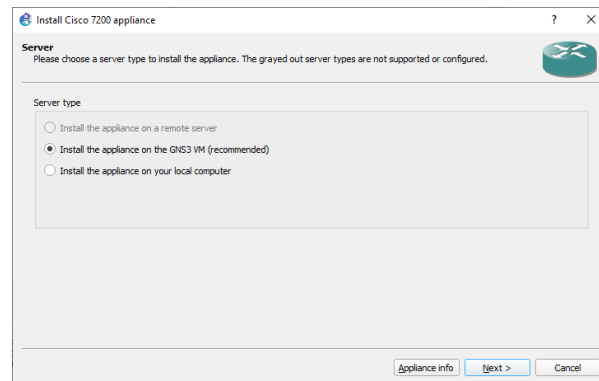 Install Cisco 7200 appliance
Server
Please choose a server type to install the appliance. The grayed out server types are not supported or configured.
Server type
Install the appliance on a remote server
Install the appliance on the GNS3 VM (recommended)
Install the appliance on your local computer
Appliance info
Next >
Cancel